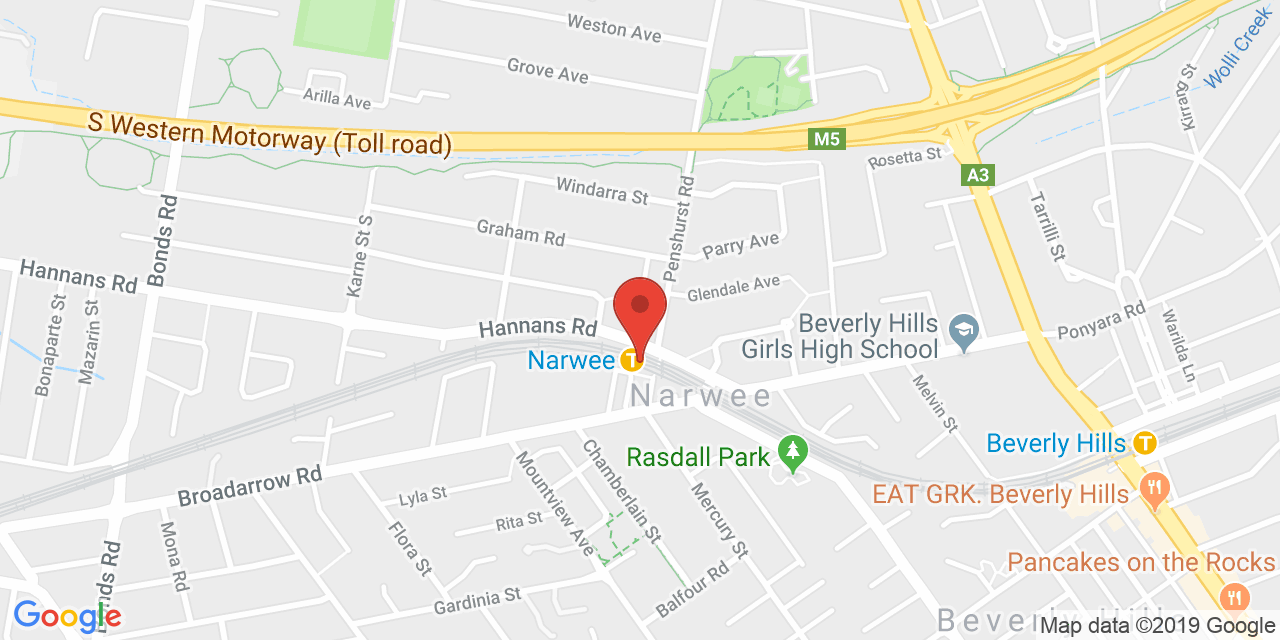 Weston Ave
Grove Ave
Arilla Ave
Wolli Creek
Kirrang St
S Western Motorway (Toll road)
M5
Rosetta St
A3
Windarra St
Penshurst Rd
Bonds Rd
Karne St S
Graham Rd
Parry Ave
Tarrilli St
Hannans Rd
Glendale Ave
Bonaparte St
Mazarin St
Hannans Rd
Beverly Hills
Girls High School
Ponyara Rd
Warilda Ln
Narwee
T
Narwee
Melvin St
Beverly Hills
T
Rasdall Park
Broadarrow Rd
Lyla St
Rita St
Mountview Ave
Chamberlain St
Mercury St
EAT GRK. Beverly Hills
Mona Rd
Flora St
Bonds Rd
Gardinia St
Balfour Rd
Pancakes on the Rocks
Google
Map data ©2019 Google